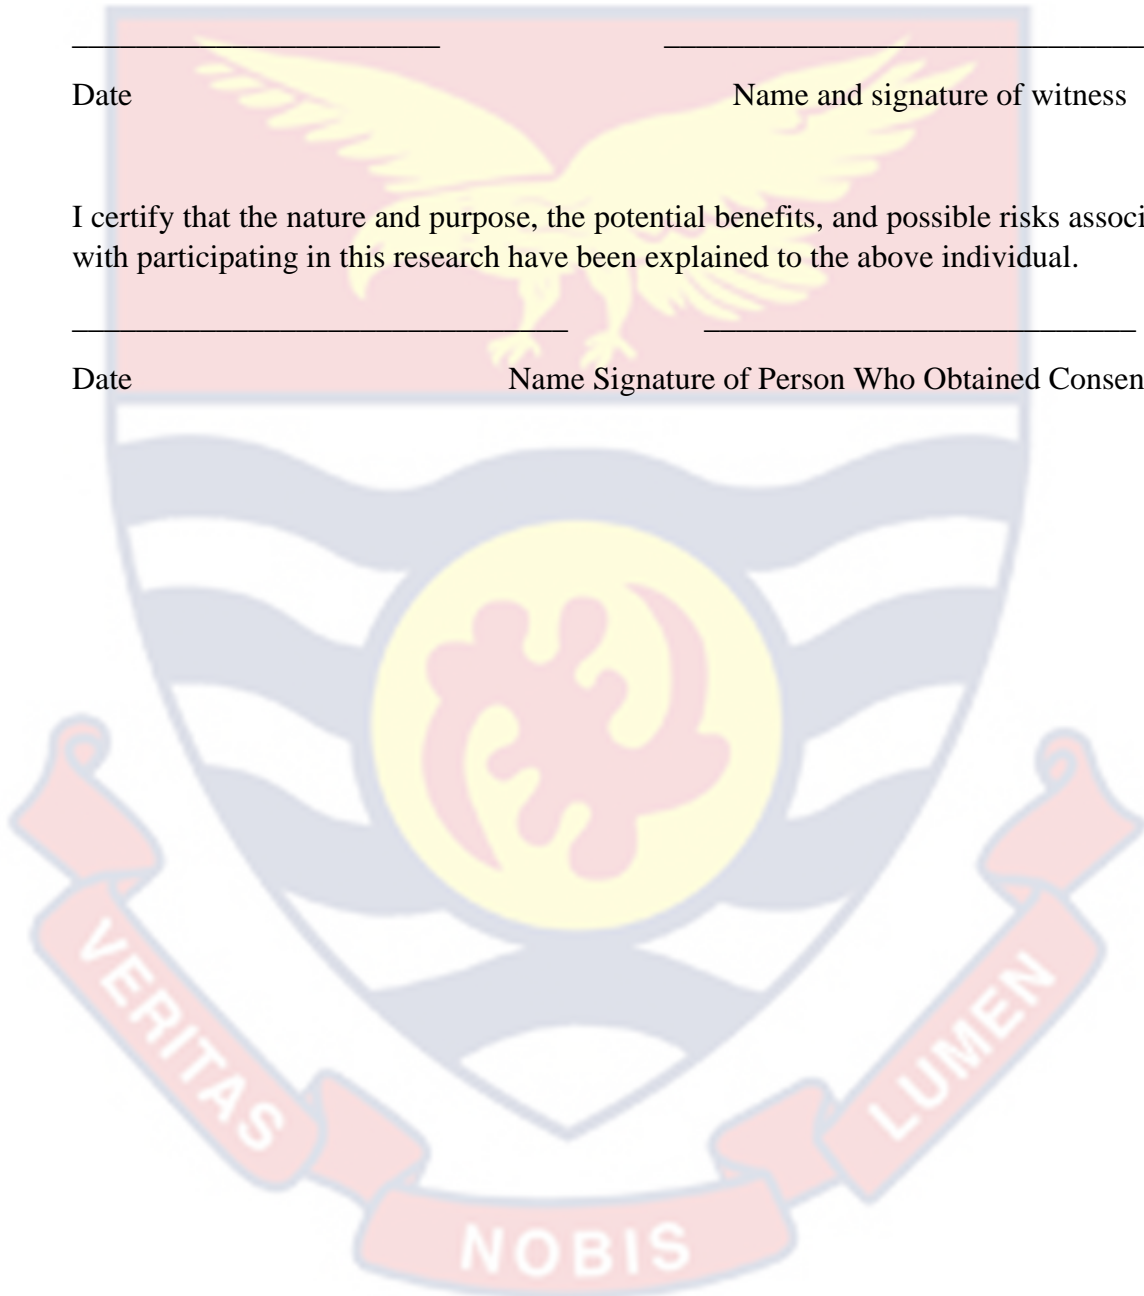 Date Name and signature of witness
I certify that the nature and purpose, the potential benefits, and possible risks associ
with participating in this research have been explained to the above individual.
Date Name Signature of Person Who Obtained Consen
VERITAS
NOBIS
LUMEN